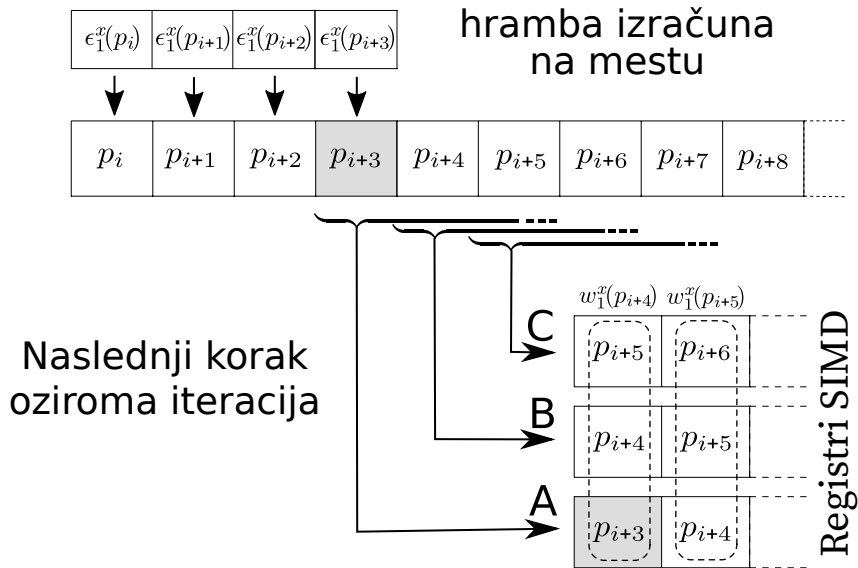 ϵ₁ˣ(pᵢ) ϵ₁ˣ(pᵢ₊₁) ϵ₁ˣ(pᵢ₊₂) ϵ₁ˣ(pᵢ₊₃)
hramba izračuna
na mestu
pᵢ pᵢ₊₁ pᵢ₊₂ pᵢ₊₃ pᵢ₊₄ pᵢ₊₅ pᵢ₊₆ pᵢ₊₇ pᵢ₊₈
Naslednji korak
oziroma iteracija
w₁ˣ(pᵢ₊₄) w₁ˣ(pᵢ₊₅)
C pᵢ₊₅ pᵢ₊₆
B pᵢ₊₄ pᵢ₊₅
A pᵢ₊₃ pᵢ₊₄
Registri SIMD